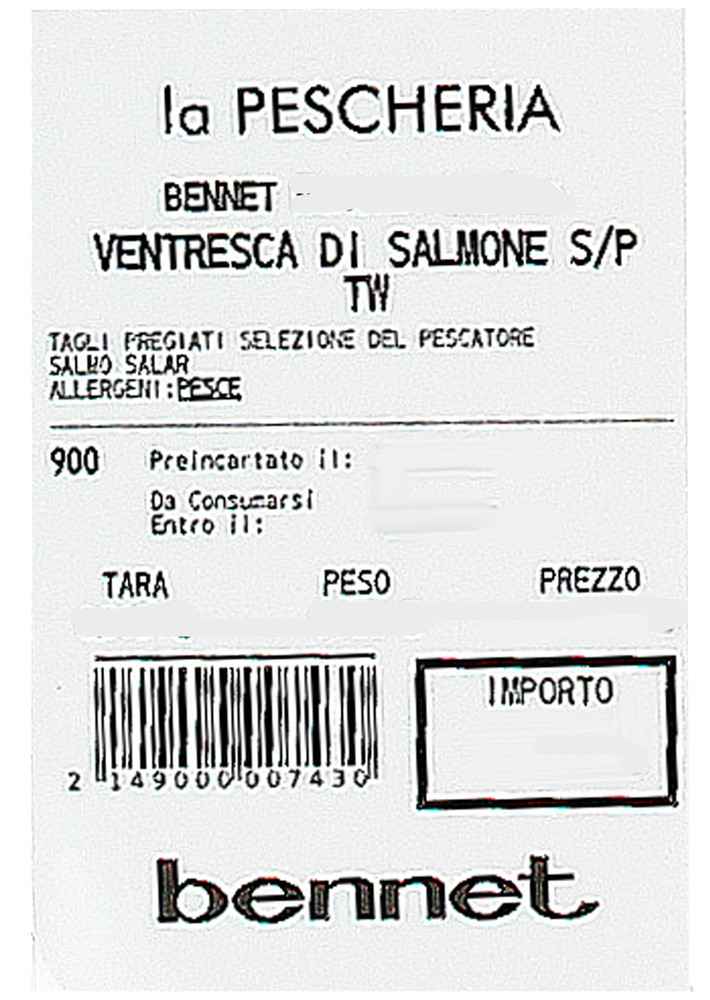 la PESCHERIA
BENNET
VENTRESCA DI SALMONE S/P
TW
TAGLI PREGIATI SELEZIONE DEL PESCATORE
SALMO SALAR
ALLERGENI:PESCE
900 Preincartato il:
Da Consumarsi
Entro il:
TARA PESO PREZZO
IMPORTO
2 149000 007430
bennet